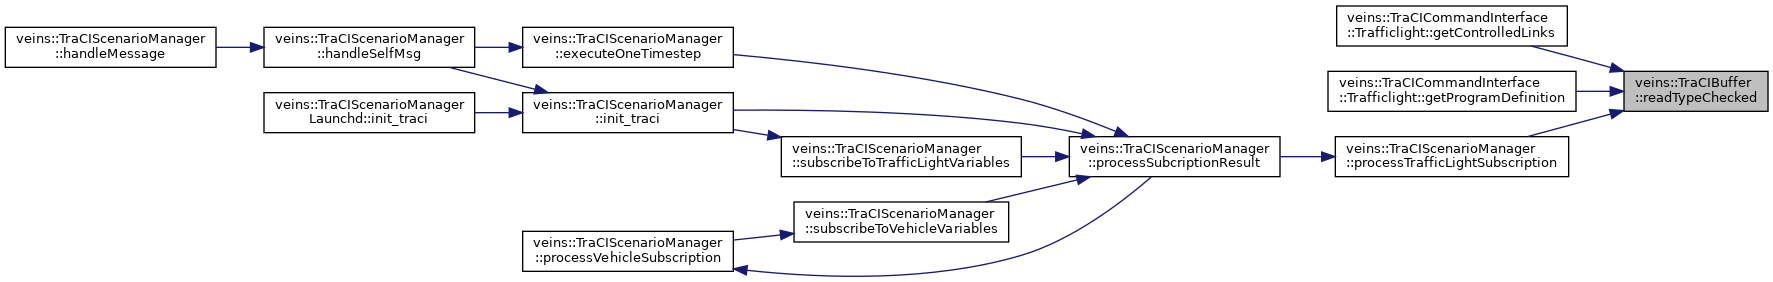 veins::TraCIScenarioManager
::handleMessage
veins::TraCIScenarioManager
::handleSelfMsg
veins::TraCIScenarioManager
::executeOneTimestep
veins::TraCIScenarioManager
Launchd::init_traci
veins::TraCIScenarioManager
::init_traci
veins::TraCIScenarioManager
::subscribeToTrafficLightVariables
veins::TraCIScenarioManager
::subscribeToVehicleVariables
veins::TraCIScenarioManager
::processVehicleSubscription
veins::TraCIScenarioManager
::processSubcriptionResult
veins::TraCICommandInterface
::Trafficlight::getControlledLinks
veins::TraCICommandInterface
::Trafficlight::getProgramDefinition
veins::TraCIScenarioManager
::processTrafficLightSubscription
veins::TraCIBuffer
::readTypeChecked